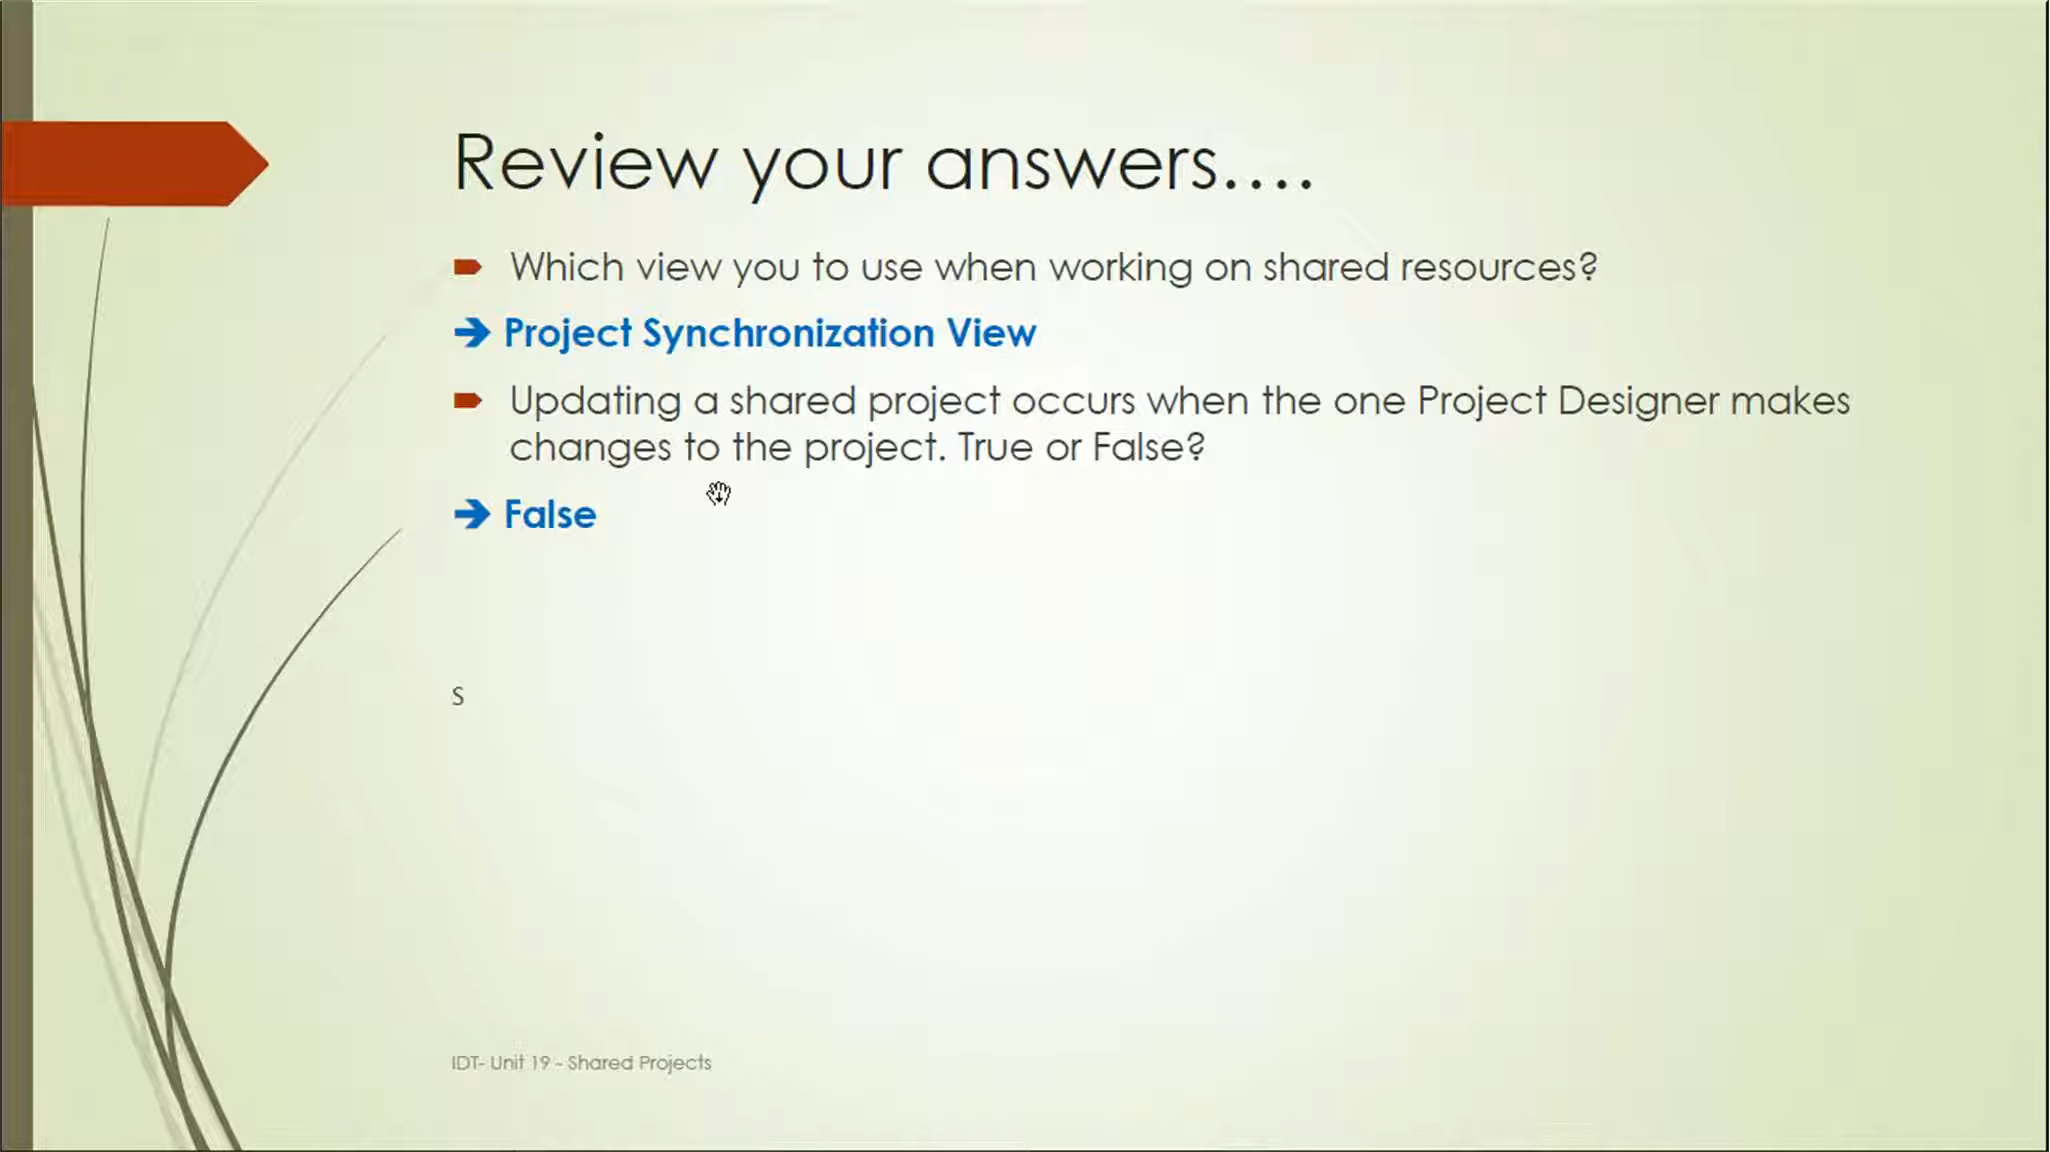 Review your answers....
Which view you to use when working on shared resources?
➔ Project Synchronization View
Updating a shared project occurs when the one Project Designer makes
changes to the project. True or False?
➔ False
s
IDT- Unit 19 - Shared Projects